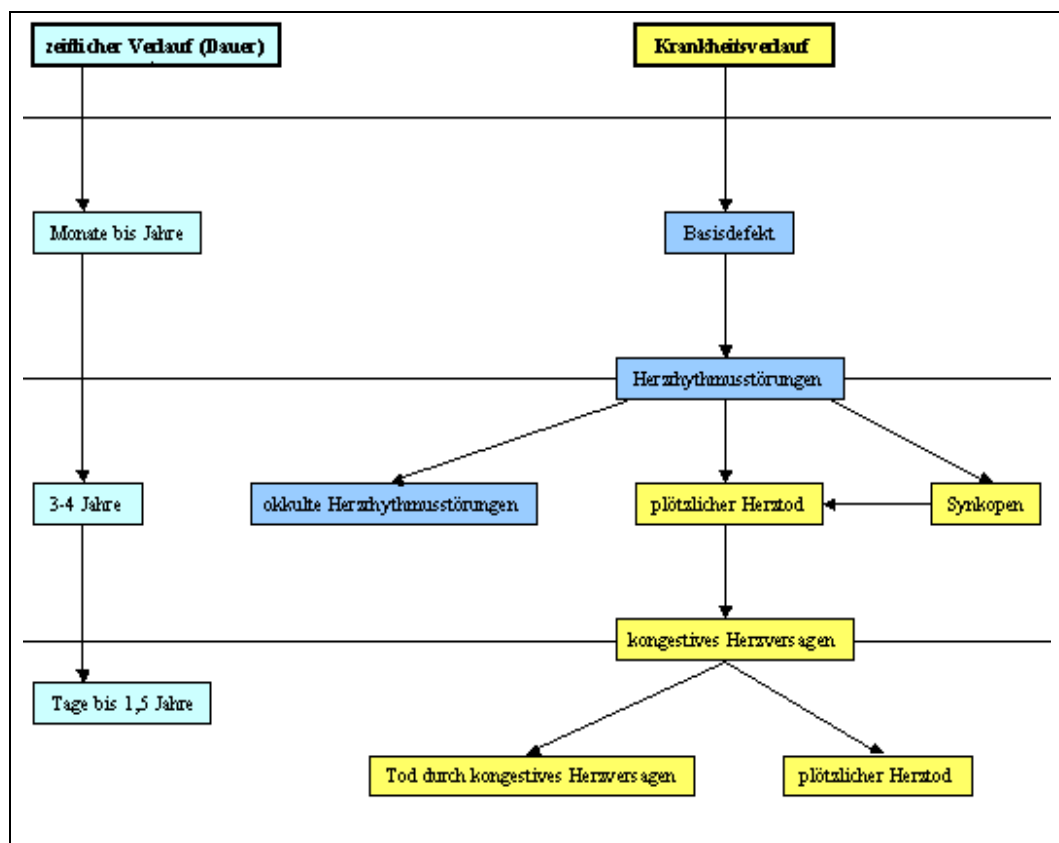 zeitlicher Verlauf (Dauer)
Krankheitsverlauf
Monate bis Jahre
Basisdefekt
Herzrhythmusstörungen
3-4 Jahre
okkulte Herzrhythmusstörungen
plötzlicher Herztod
Synkopen
kongestives Herzversagen
Tage bis 1,5 Jahre
Tod durch kongestives Herzversagen
plötzlicher Herztod